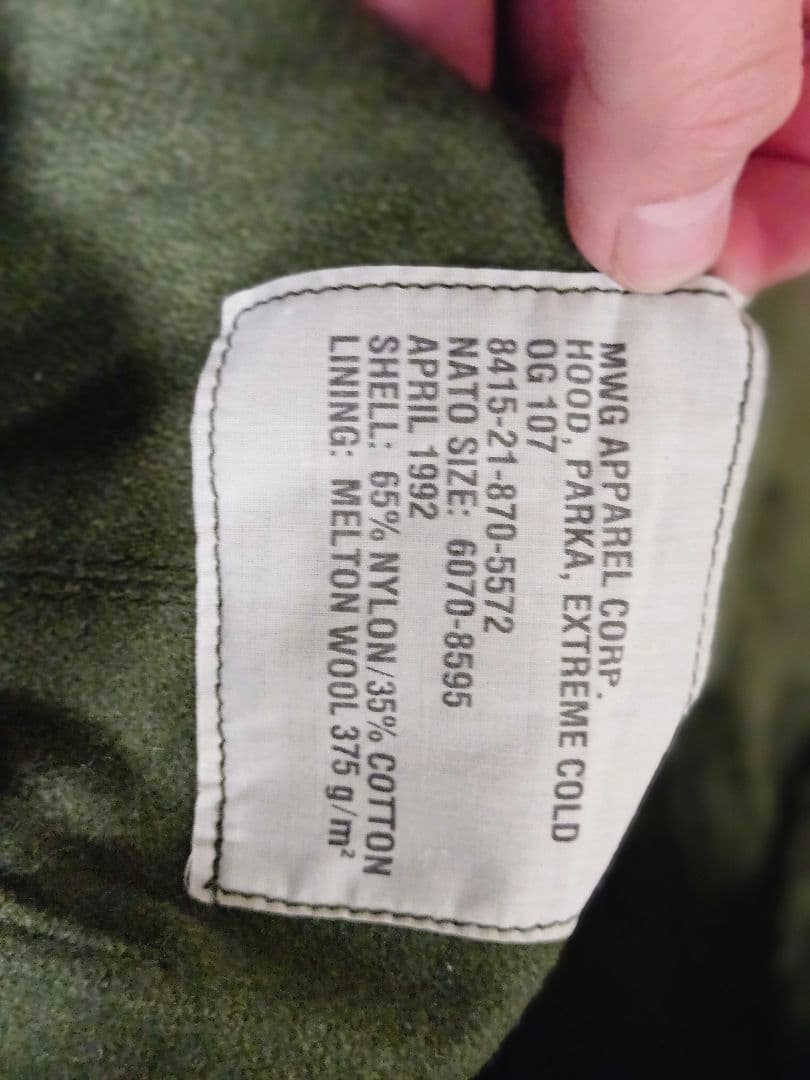 MWG APPAREL CORP.
HOOD, PARKA, EXTREME COLD
OG 107
8415-21-870-5572
NATO SIZE: 6070-8595
APRIL 1992
SHELL: 65% NYLON/35% COTTON
LINING: MELTON WOOL 375 g/m²